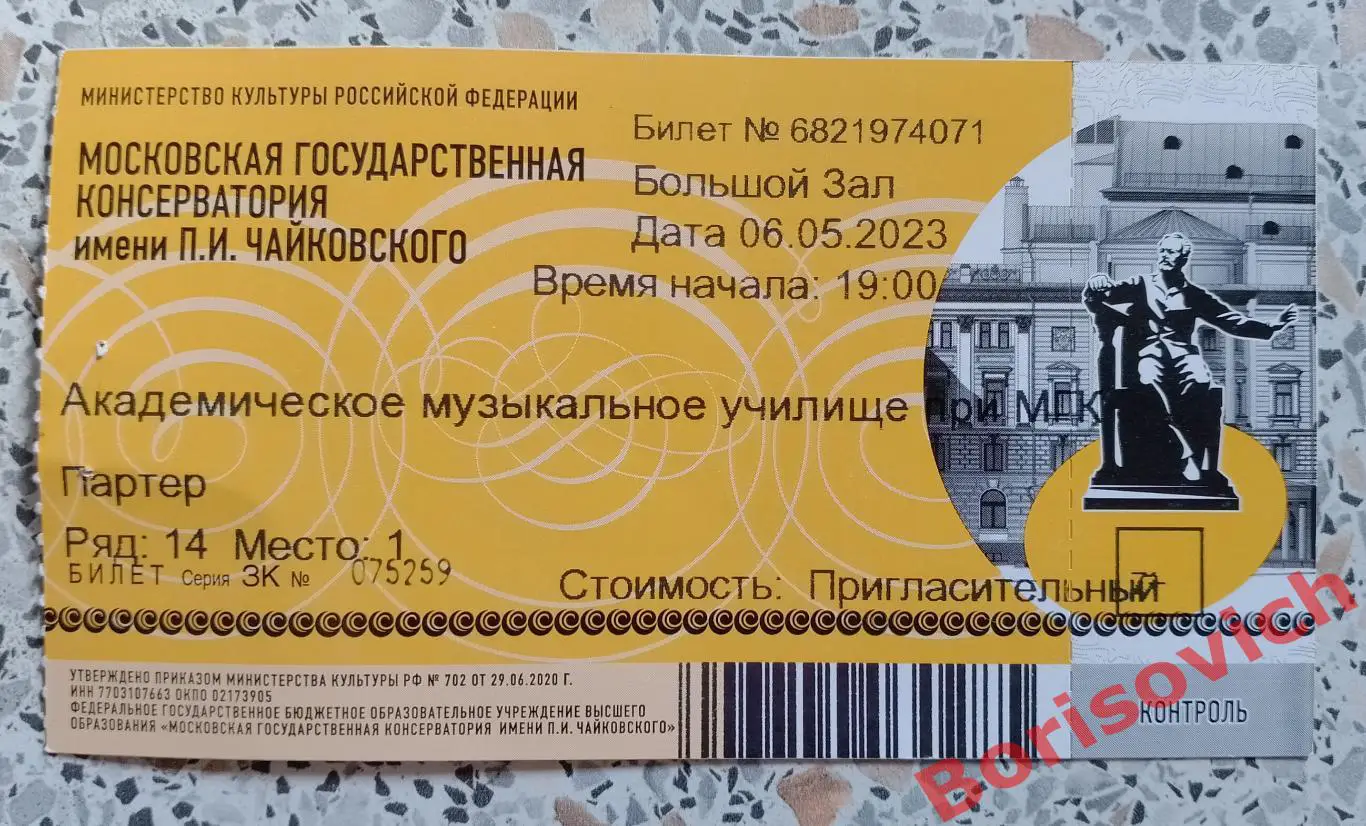 МИНИСТЕРСТВО КУЛЬТУРЫ РОССИЙСКОЙ ФЕДЕРАЦИИ
МОСКОВСКАЯ ГОСУДАРСТВЕННАЯ
КОНСЕРВАТОРИЯ
имени П.И. ЧАЙКОВСКОГО
Билет № 6821974071
Большой Зал
Дата 06.05.2023
Время начала: 19:00
Академическое музыкальное училище при МГК
Партер
Ряд: 14 Место: 1
БИЛЕТ Серия ЗК № 075259
Стоимость: Пригласительный
УТВЕРЖДЕНО ПРИКАЗОМ МИНИСТЕРСТВА КУЛЬТУРЫ РФ № 702 ОТ 29.06.2020 Г.
ИНН 7703107663 ОКПО 02173905
ФЕДЕРАЛЬНОЕ ГОСУДАРСТВЕННОЕ БЮДЖЕТНОЕ ОБРАЗОВАТЕЛЬНОЕ УЧРЕЖДЕНИЕ ВЫСШЕГО
ОБРАЗОВАНИЯ «МОСКОВСКАЯ ГОСУДАРСТВЕННАЯ КОНСЕРВАТОРИЯ ИМЕНИ П.И. ЧАЙКОВСКОГО»
КОНТРОЛЬ
Borisovich